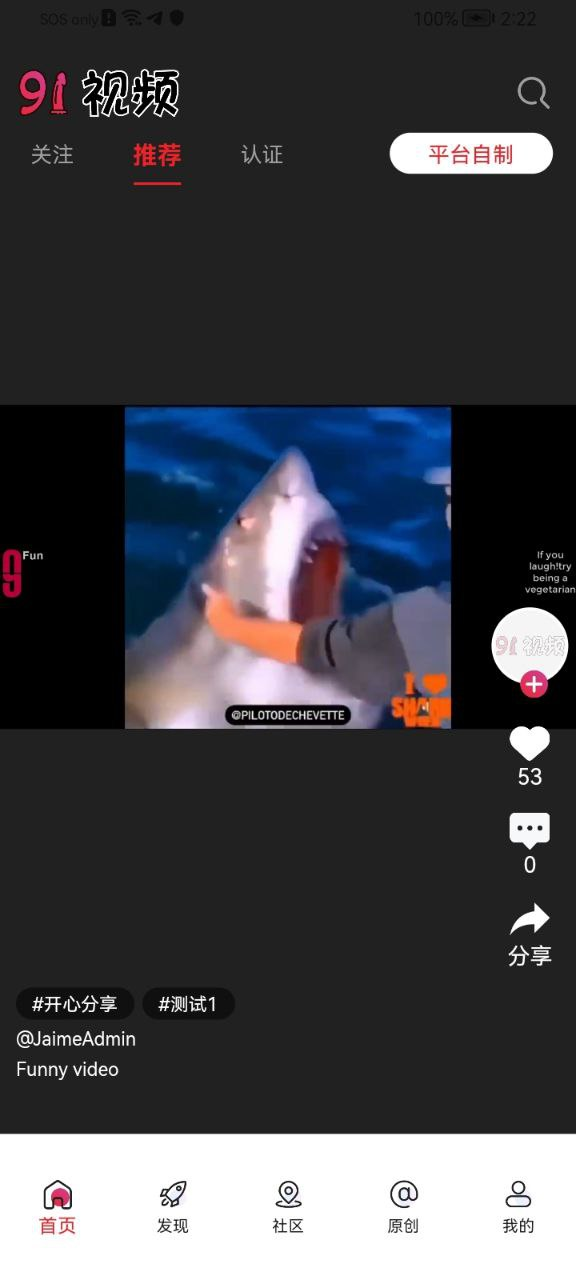 SOS only
100%
2:22
91视频
关注
推荐
认证
平台自制
9 Fun
If you
laugh!try
being a
vegetarian
91视频
@PILOTODECHEVETTE
53
0
分享
#开心分享
#测试1
@JaimeAdmin
Funny video
首页
发现
社区
原创
我的